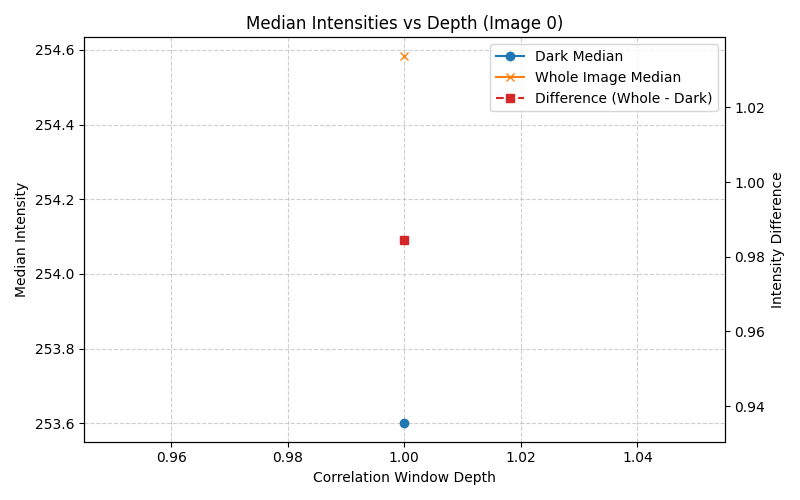 Median Intensities vs Depth (Image 0)
Dark Median
Whole Image Median
Difference (Whole - Dark)
Median Intensity
254.6
254.4
254.2
254.0
253.8
253.6
1.02
1.00
0.98
0.96
0.94
Intensity Difference
0.96 0.98 1.00 1.02 1.04
Correlation Window Depth